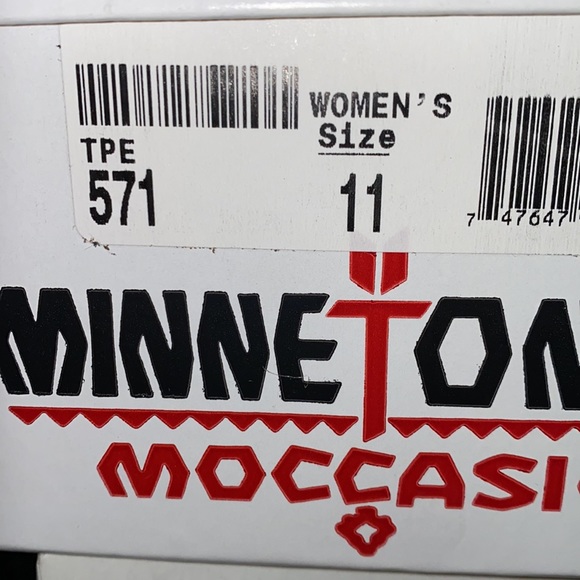 WOMEN'S
Size
TPE
571
11
7 47647
MINNETON
MOCCASI